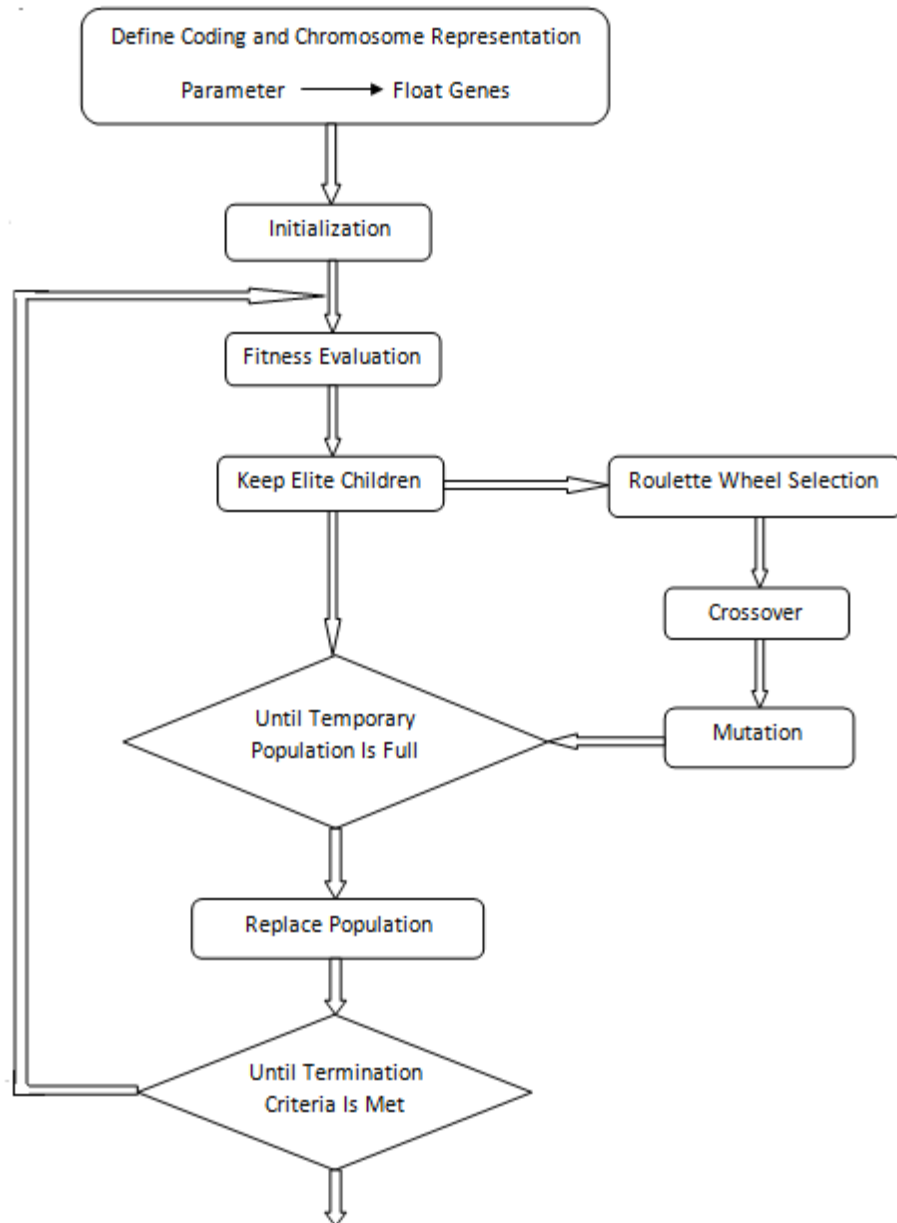 Define Coding and Chromosome Representation
Parameter Float Genes
Initialization
Fitness Evaluation
Keep Elite Children
Roulette Wheel Selection
Crossover
Mutation
Until Temporary
Population Is Full
Replace Population
Until Termination
Criteria Is Met